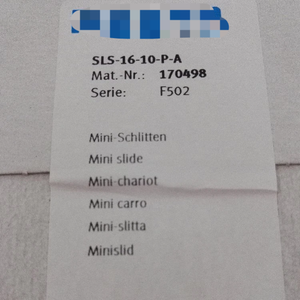 SLS-16-10-P-A
Mat.-Nr.: 170498
Serie: F502
Mini-Schlitten
Mini slide
Mini-chariot
Mini carro
Mini-slitta
Minislid